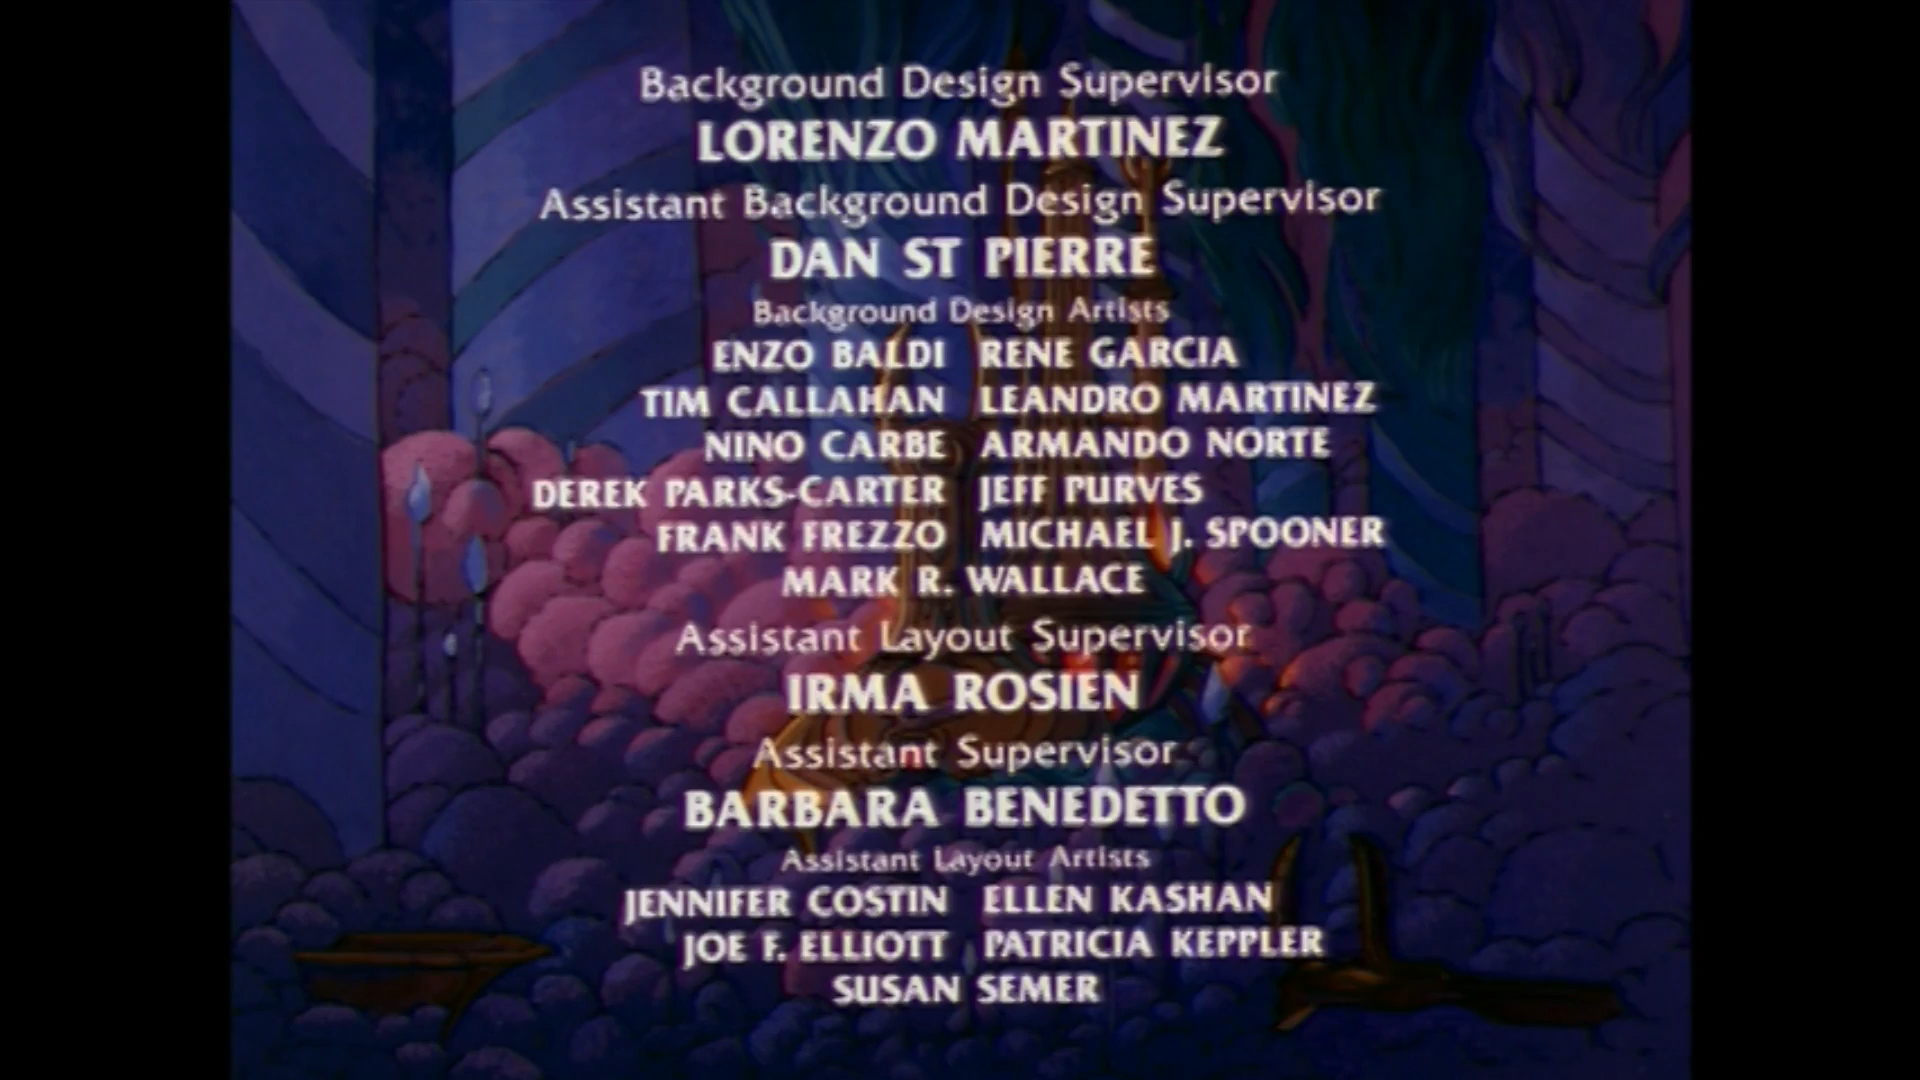 Background Design Supervisor
LORENZO MARTINEZ
Assistant Background Design Supervisor
DAN ST PIERRE
Background Design Artists
ENZO BALDI RENE GARCIA
TIM CALLAHAN LEANDRO MARTINEZ
NINO CARBE ARMANDO NORTE
DEREK PARKS-CARTER JEFF PURVES
FRANK FREZZO MICHAEL J. SPOONER
MARK R. WALLACE
Assistant Layout Supervisor
IRMA ROSIEN
Assistant Supervisor
BARBARA BENEDETTO
Assistant Layout Artists
JENNIFER COSTIN ELLEN KASHAN
JOE F. ELLIOTT PATRICIA KEPPLER
SUSAN SEMER